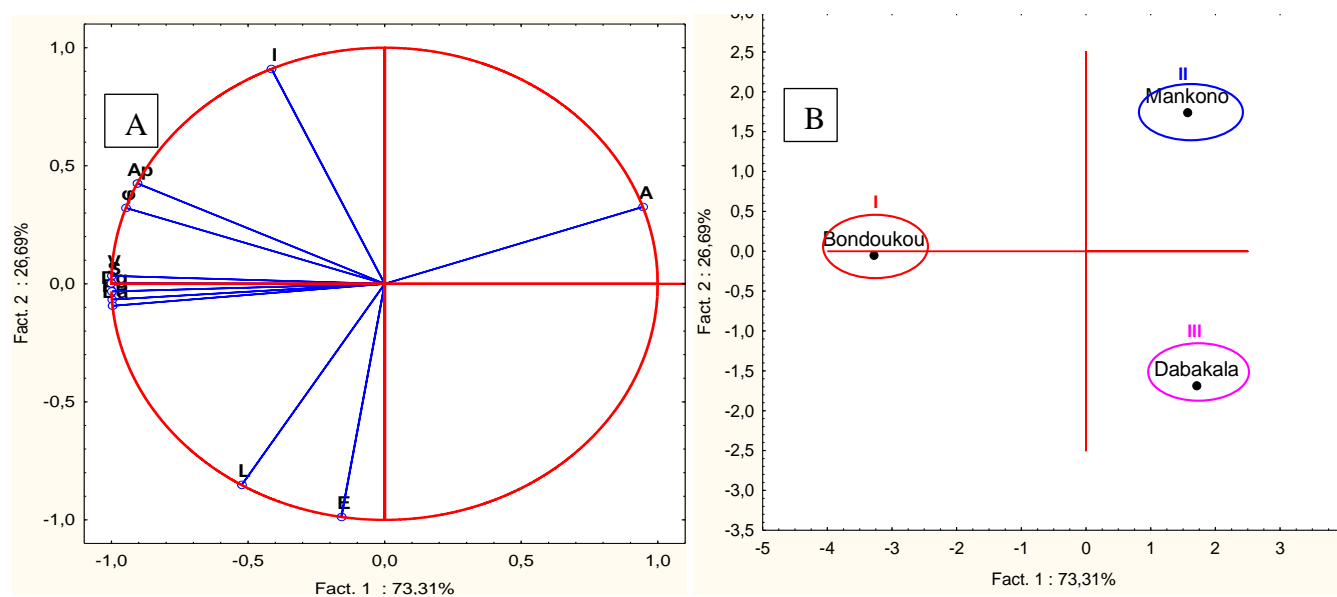 A
1,0
0,5
0,0
-0,5
-1,0
Fact. 2 : 26,69%
I
Ap
φ
A
L
E
-1,0 -0,5 0,0 0,5 1,0
Fact. 1 : 73,31%
B
3,0
2,5
2,0
1,5
1,0
0,5
0,0
-0,5
-1,0
-1,5
-2,0
-2,5
-3,0
-3,5
Fact. 2 : 26,69%
II
Mankono
I
Bondoukou
III
Dabakala
-5 -4 -3 -2 -1 0 1 2 3
Fact. 1 : 73,31%